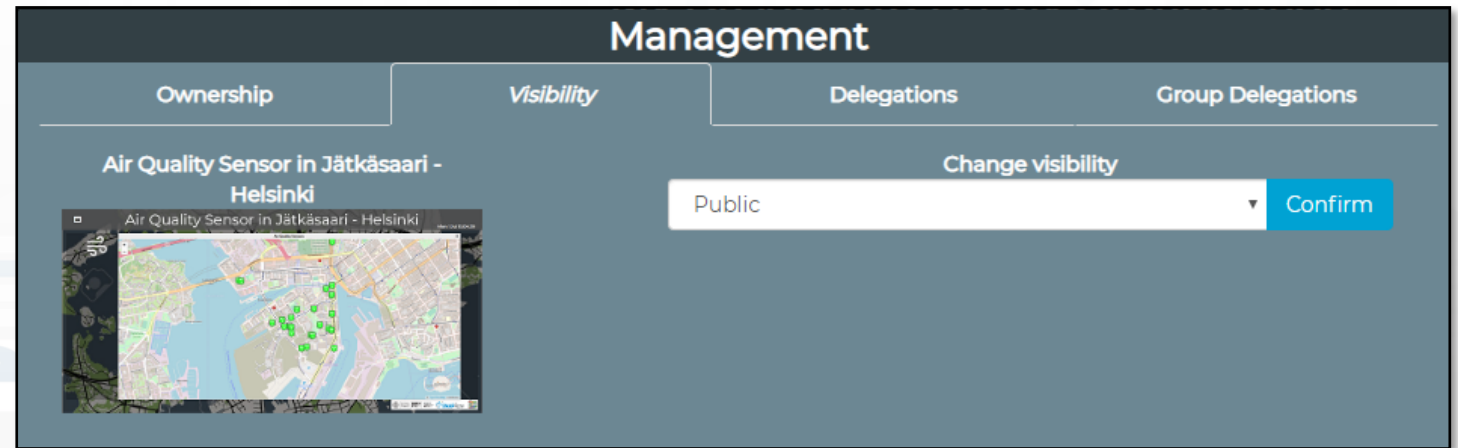 Management
Ownership
Visibility
Delegations
Group Delegations
Air Quality Sensor in Jätkäsaari -
Helsinki
Change visibility
Public
Confirm
Air Quality Sensor in Jätkäsaari - Helsinki